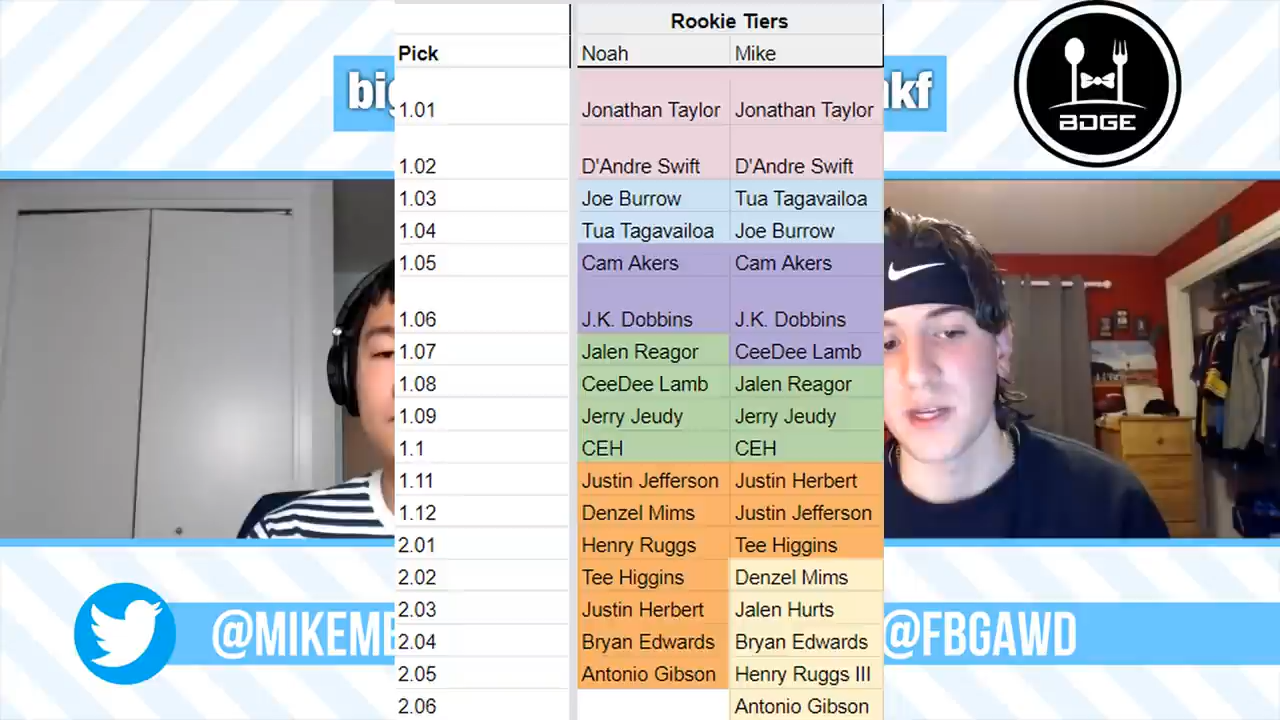 Rookie Tiers
Pick Noah Mike
1.01 Jonathan Taylor Jonathan Taylor
1.02 D'Andre Swift D'Andre Swift
1.03 Joe Burrow Tua Tagavailoa
1.04 Tua Tagavailoa Joe Burrow
1.05 Cam Akers Cam Akers
1.06 J.K. Dobbins J.K. Dobbins
1.07 Jalen Reagor CeeDee Lamb
1.08 CeeDee Lamb Jalen Reagor
1.09 Jerry Jeudy Jerry Jeudy
1.1 CEH CEH
1.11 Justin Jefferson Justin Herbert
1.12 Denzel Mims Justin Jefferson
2.01 Henry Ruggs Tee Higgins
2.02 Tee Higgins Denzel Mims
2.03 Justin Herbert Jalen Hurts
2.04 Bryan Edwards Bryan Edwards
2.05 Antonio Gibson Henry Ruggs III
2.06 Antonio Gibson
BDGE
@FBGAWD